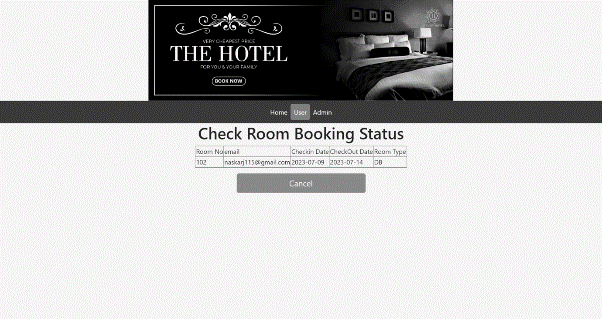 VERY CHEAPEST PRICE
THE HOTEL
FOR YOU & YOUR FAMILY
BOOK NOW
Home User Admin
Check Room Booking Status
Room No email Checkin Date CheckOut Date Room Type
102 naskarj115@gmail.com 2023-07-09 2023-07-14 DB
Cancel